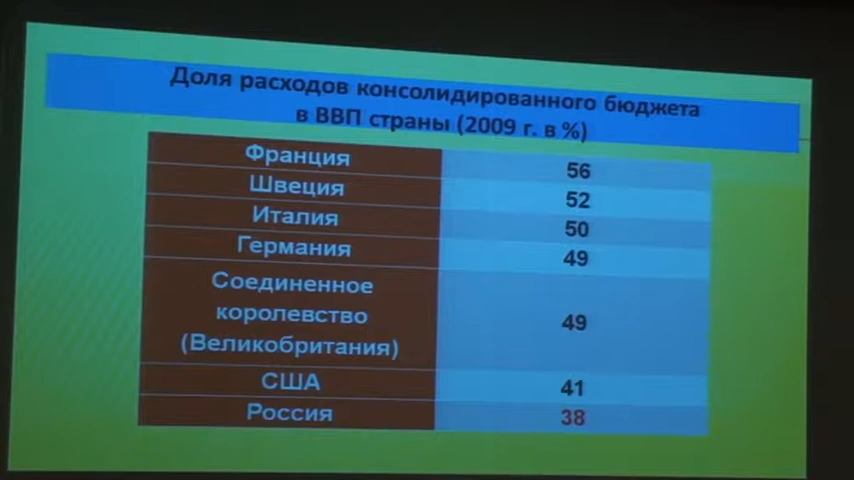 Доля расходов консолидированного бюджета
в ВВП страны (2009 г. в %)
Франция 56
Швеция 52
Италия 50
Германия 49
Соединенное
королевство
(Великобритания) 49
США 41
Россия 38